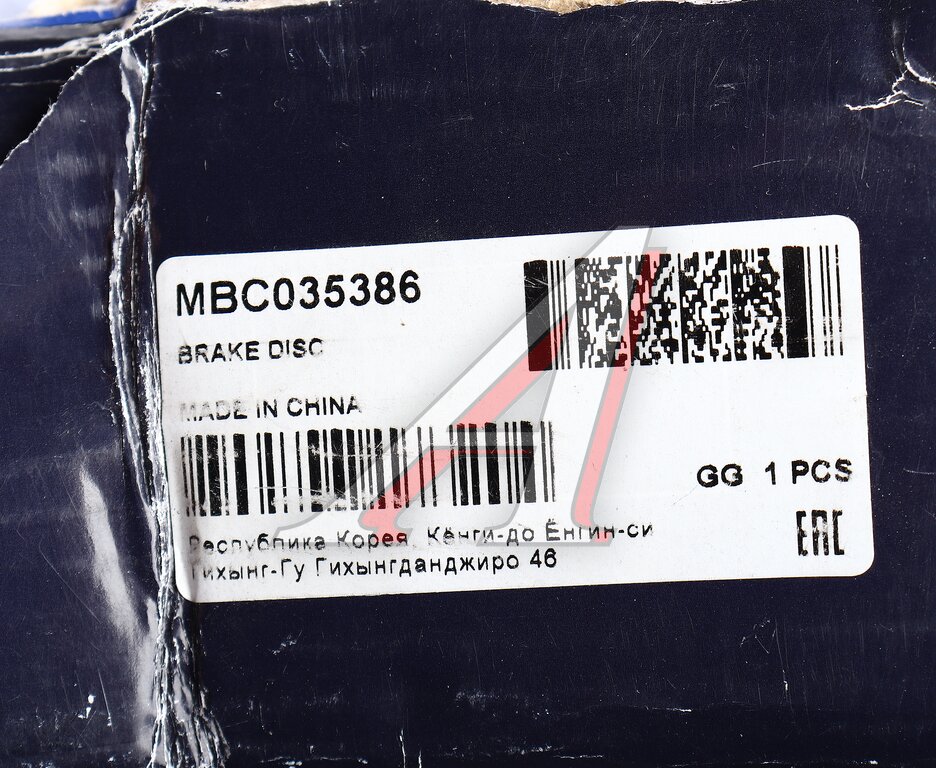 MBC035386
BRAKE DISC
MADE IN CHINA
GG 1 PCS
EAC
Республика Корея, Кёнги-до Ёнгин-си
Гихынг-Гу Гихынгданджиро 46